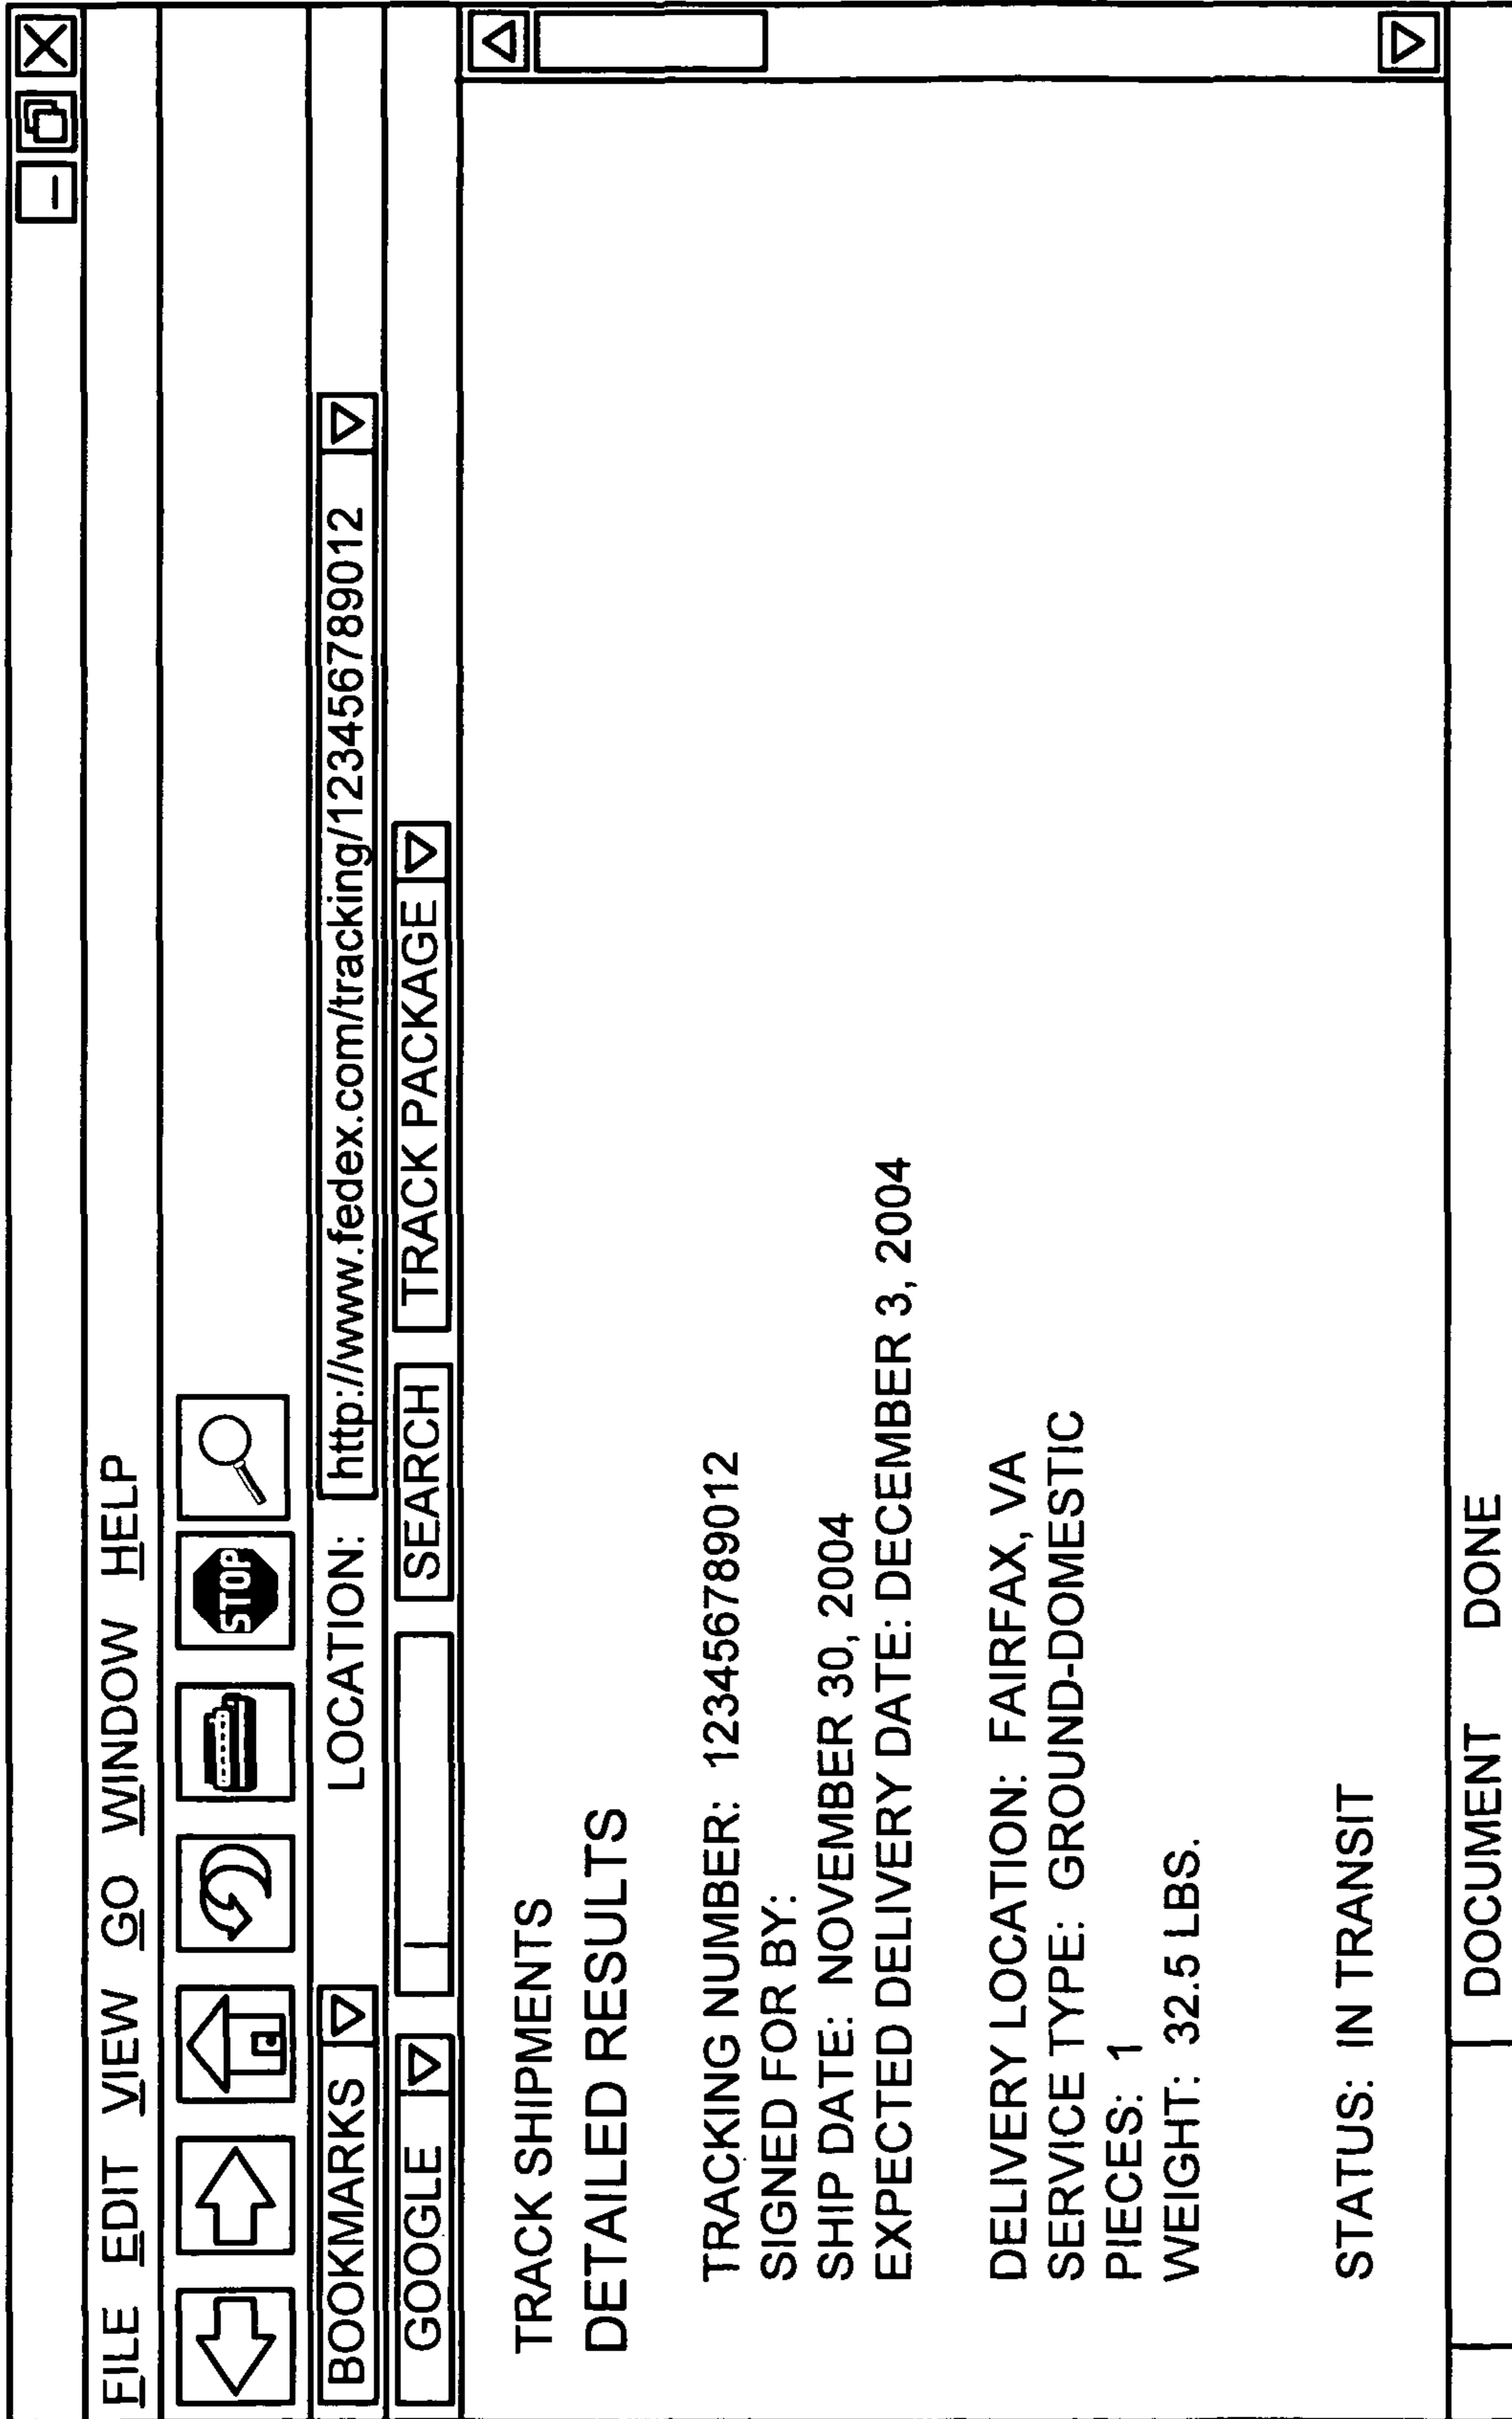 FILE EDIT VIEW GO WINDOW HELP
STOP
BOOKMARKS LOCATION: http://www.fedex.com/tracking/123456789012
GOOGLE SEARCH TRACK PACKAGE
TRACK SHIPMENTS
DETAILED RESULTS
TRACKING NUMBER: 123456789012
SIGNED FOR BY:
SHIP DATE: NOVEMBER 30, 2004
EXPECTED DELIVERY DATE: DECEMBER 3, 2004
DELIVERY LOCATION: FAIRFAX, VA
SERVICE TYPE: GROUND-DOMESTIC
PIECES: 1
WEIGHT: 32.5 LBS.
STATUS: IN TRANSIT
DOCUMENT DONE